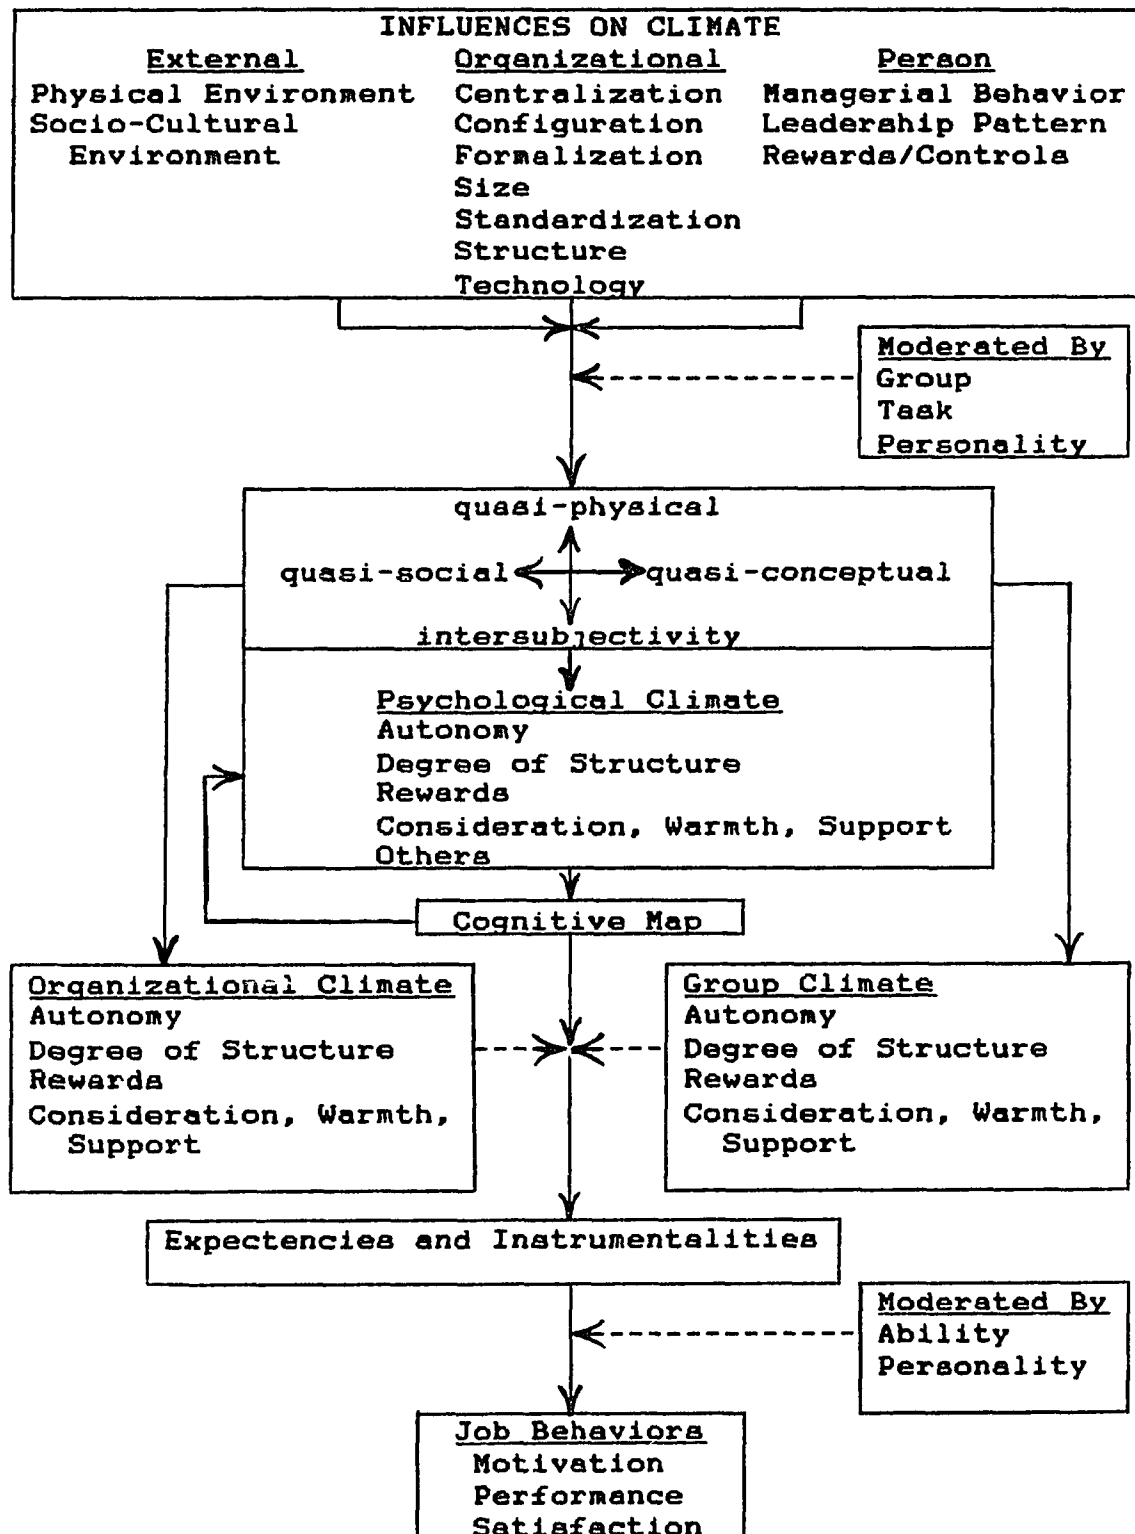 INFLUENCES ON CLIMATE
External
Physical Environment
Socio-Cultural
Environment
Organizational
Centralization
Configuration
Formalization
Size
Standardization
Structure
Technology
Person
Managerial Behavior
Leadership Pattern
Rewards/Controls
Moderated By
Group
Task
Personality
quasi-physical
quasi-social
quasi-conceptual
intersubjectivity
Psychological Climate
Autonomy
Degree of Structure
Rewards
Consideration, Warmth, Support
Others
Cognitive Map
Organizational Climate
Autonomy
Degree of Structure
Rewards
Consideration, Warmth,
Support
Group Climate
Autonomy
Degree of Structure
Rewards
Consideration, Warmth,
Support
Expectencies and Instrumentalities
Moderated By
Ability
Personality
Job Behaviors
Motivation
Performance
Satisfaction